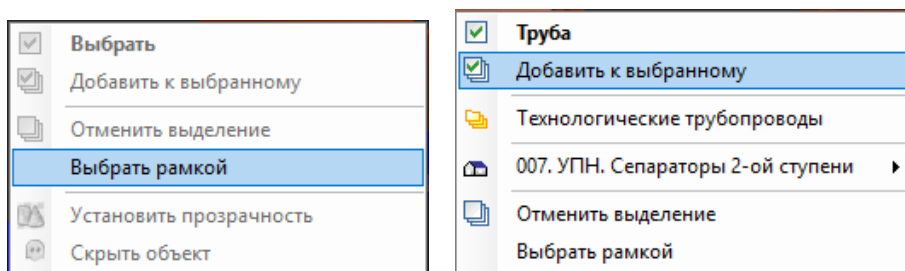 Выбрать
Добавить к выбранному
Отменить выделение
Выбрать рамкой
Установить прозрачность
Скрыть объект
Труба
Добавить к выбранному
Технологические трубопроводы
007. УПН. Сепараторы 2-ой ступени
Отменить выделение
Выбрать рамкой